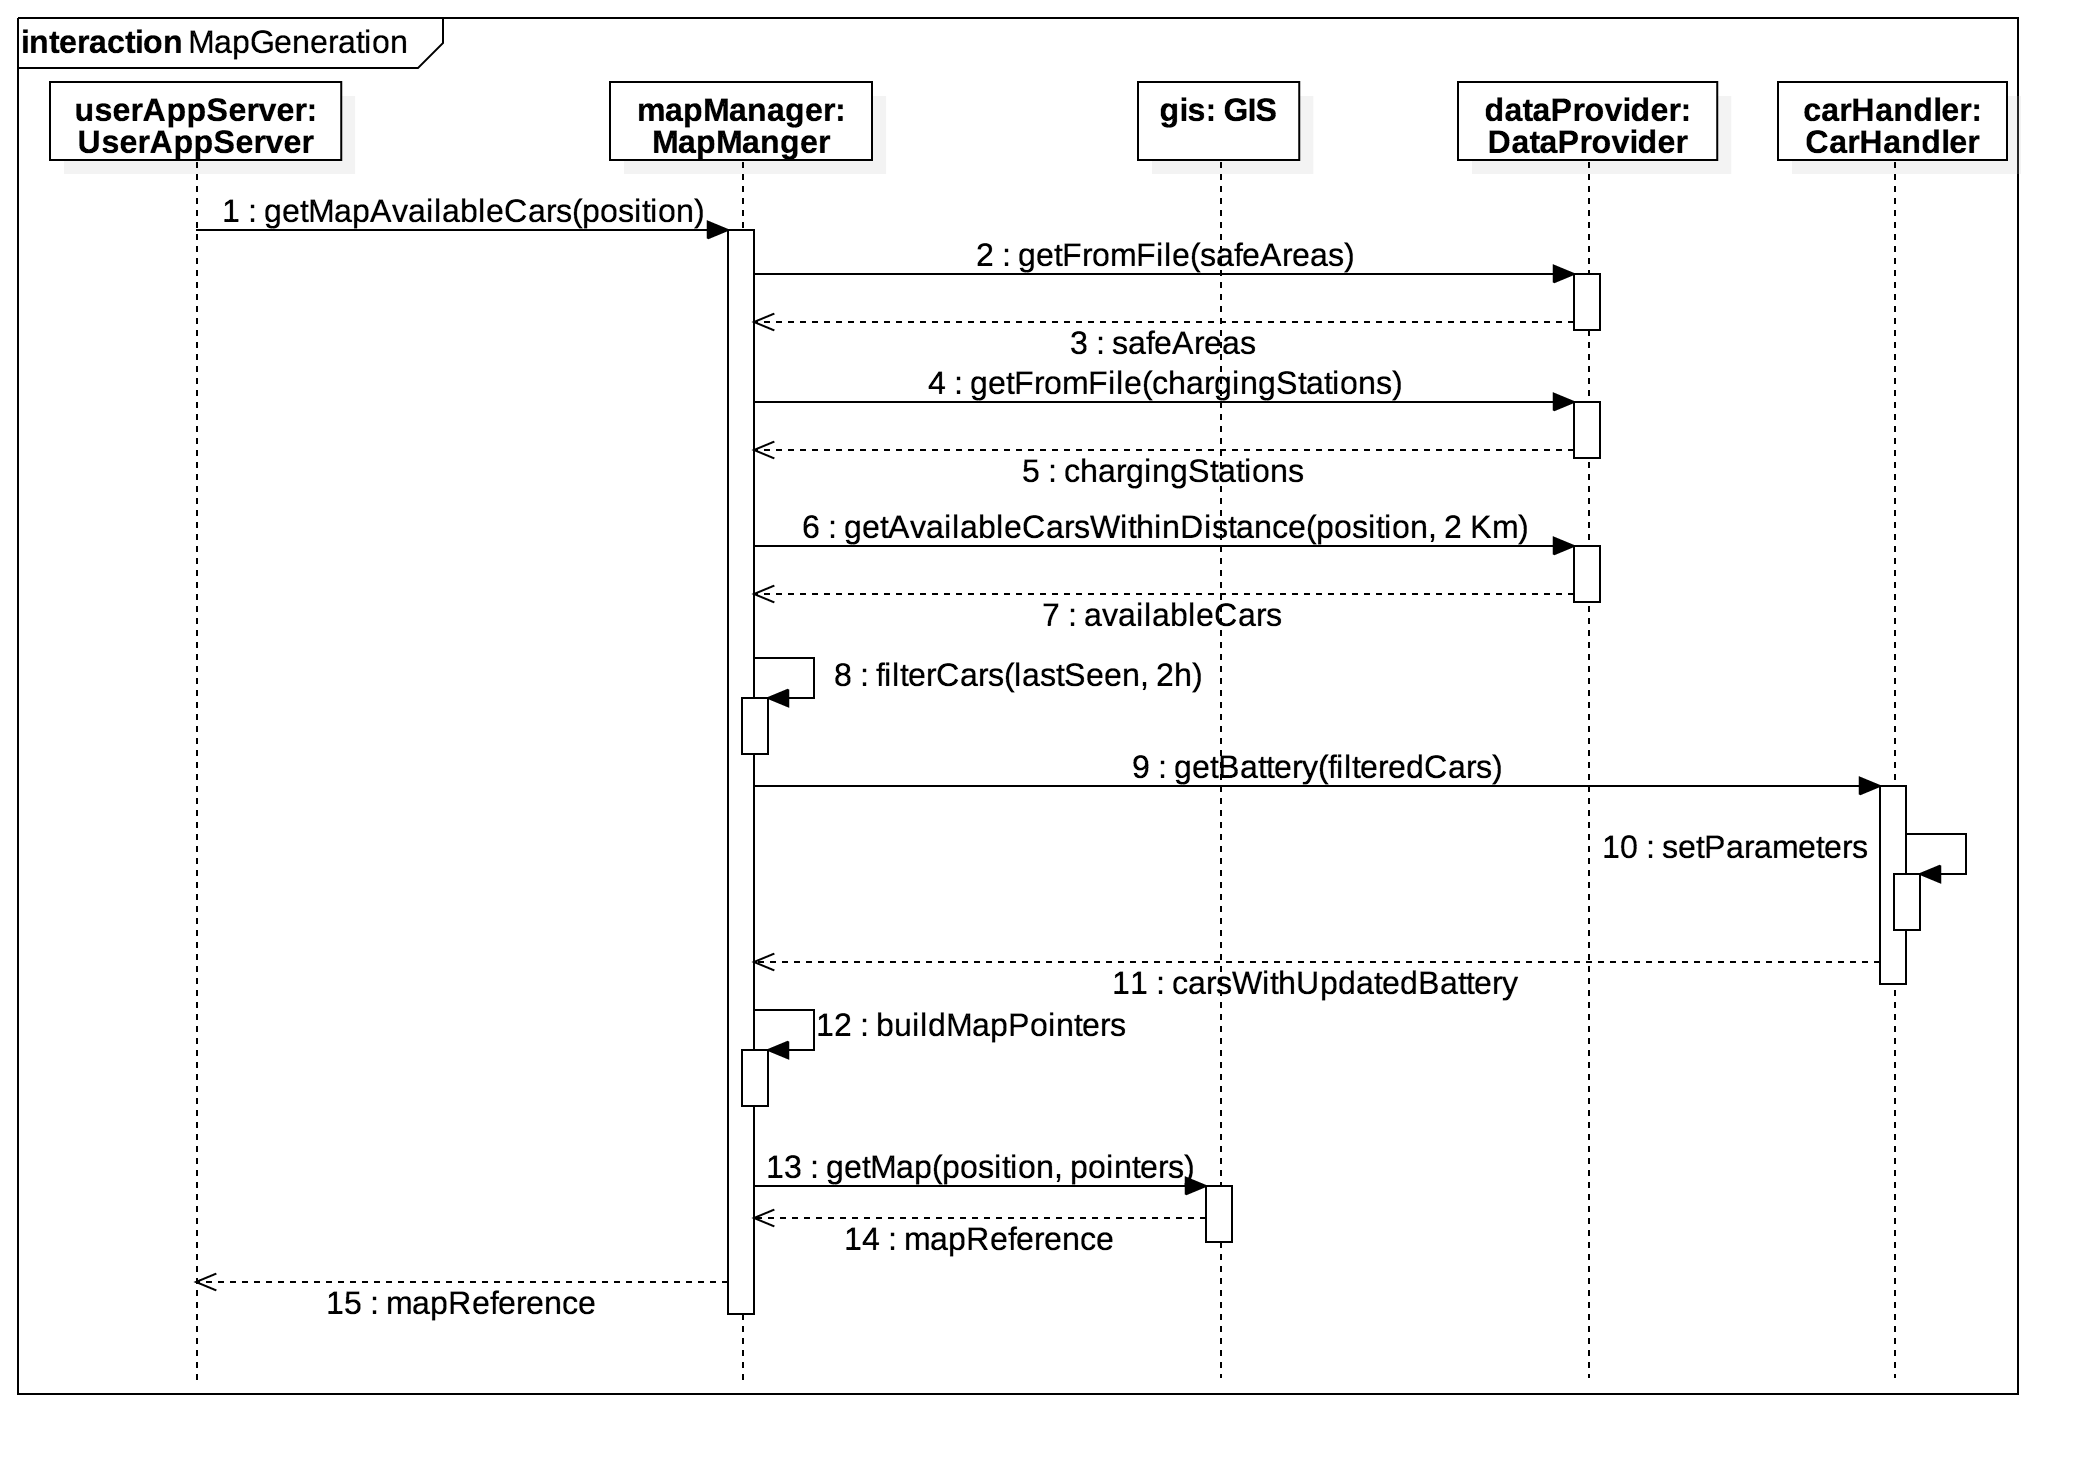 interaction MapGeneration
userAppServer:
UserAppServer
mapManager:
MapManger
gis: GIS
dataProvider:
DataProvider
carHandler:
CarHandler
1 : getMapAvailableCars(position)
2 : getFromFile(safeAreas)
3 : safeAreas
4 : getFromFile(chargingStations)
5 : chargingStations
6 : getAvailableCarsWithinDistance(position, 2 Km)
7 : availableCars
8 : filterCars(lastSeen, 2h)
9 : getBattery(filteredCars)
10 : setParameters
11 : carsWithUpdatedBattery
12 : buildMapPointers
13 : getMap(position, pointers)
14 : mapReference
15 : mapReference